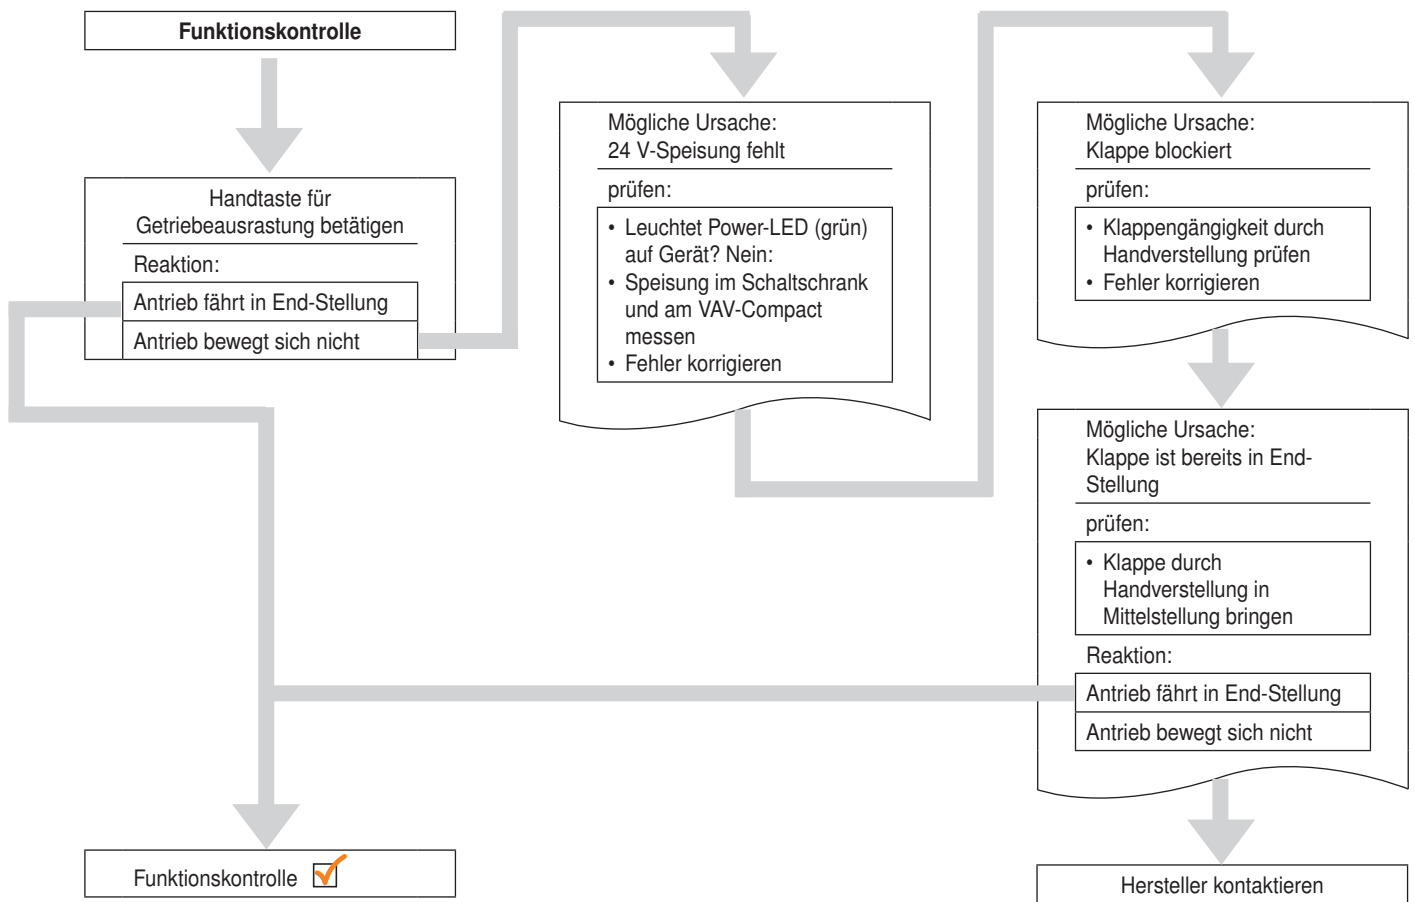 Funktionskontrolle
Handtaste für
Getriebeausrastung betätigen
Reaktion:
Antrieb fährt in End-Stellung
Antrieb bewegt sich nicht
Mögliche Ursache:
24 V-Speisung fehlt
prüfen:
• Leuchtet Power-LED (grün)
auf Gerät? Nein:
• Speisung im Schaltschrank
und am VAV-Compact
messen
• Fehler korrigieren
Mögliche Ursache:
Klappe blockiert
prüfen:
• Klappengängigkeit durch
Handverstellung prüfen
• Fehler korrigieren
Mögliche Ursache:
Klappe ist bereits in End-
Stellung
prüfen:
• Klappe durch
Handverstellung in
Mittelstellung bringen
Reaktion:
Antrieb fährt in End-Stellung
Antrieb bewegt sich nicht
Funktionskontrolle
Hersteller kontaktieren